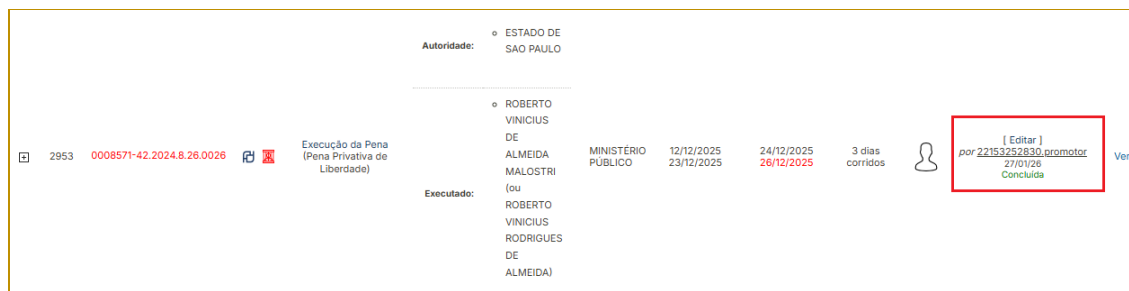 Autoridade:
ESTADO DE
SAO PAULO
2953
0008571-42.2024.8.26.0026
Execução da Pena
(Pena Privativa de
Liberdade)
Executado:
ROBERTO
VINICIUS
DE
ALMEIDA
MALOSTRI
(ou
ROBERTO
VINICIUS
RODRIGUES
DE
ALMEIDA)
MINISTÉRIO
PÚBLICO
12/12/2025
23/12/2025
24/12/2025
26/12/2025
3 dias
corridos
[ Editar ]
por 22153252830.promotor
27/01/26
Concluída
Ver